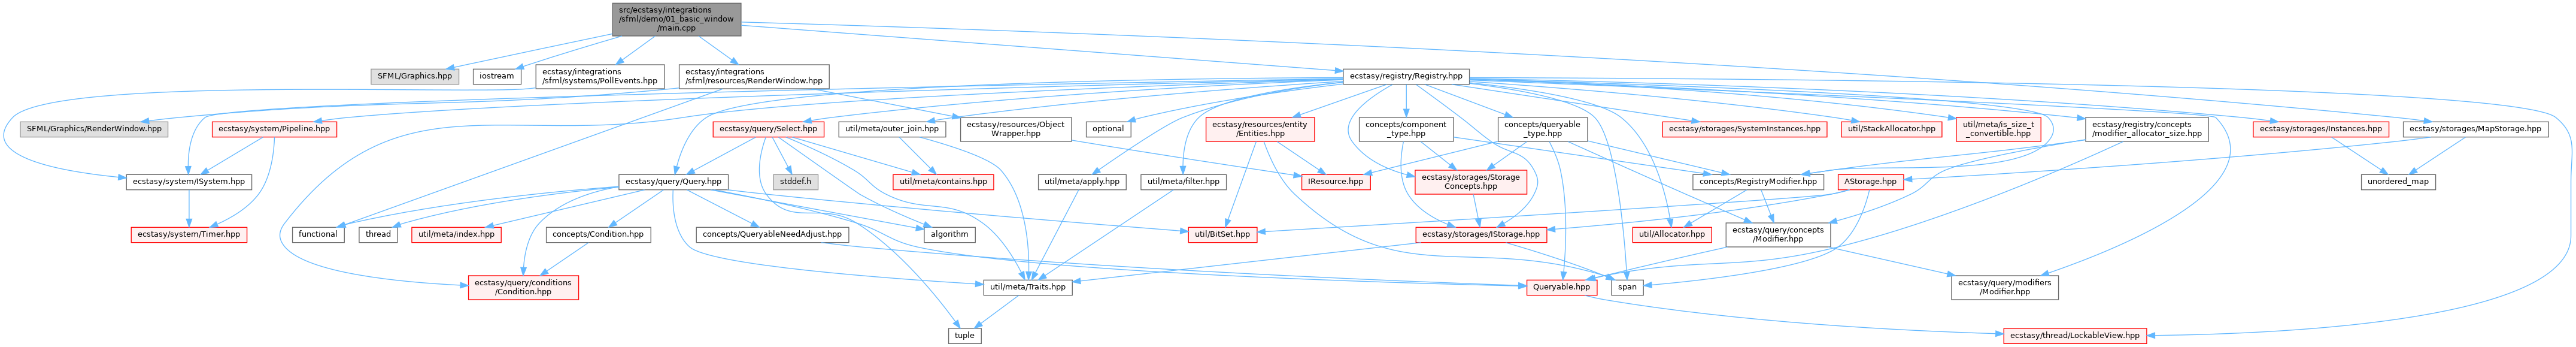 src/ecstasy/integrations
/sfml/demo/01_basic_window
/main.cpp
SFML/Graphics.hpp
iostream
ecstasy/integrations
/sfml/systems/PollEvents.hpp
ecstasy/integrations
/sfml/resources/RenderWindow.hpp
ecstasy/registry/Registry.hpp
SFML/Graphics/RenderWindow.hpp
ecstasy/system/Pipeline.hpp
ecstasy/query/Select.hpp
util/meta/outer_join.hpp
ecstasy/resources/Object
Wrapper.hpp
optional
ecstasy/resources/entity
/Entities.hpp
concepts/component
_type.hpp
concepts/queryable
_type.hpp
ecstasy/storages/SystemInstances.hpp
util/StackAllocator.hpp
util/meta/is_size_t
_convertible.hpp
ecstasy/registry/concepts
/modifier_allocator_size.hpp
ecstasy/storages/Instances.hpp
ecstasy/storages/MapStorage.hpp
ecstasy/system/ISystem.hpp
ecstasy/query/Query.hpp
stddef.h
util/meta/contains.hpp
util/meta/apply.hpp
util/meta/filter.hpp
IResource.hpp
ecstasy/storages/Storage
Concepts.hpp
concepts/RegistryModifier.hpp
AStorage.hpp
unordered_map
ecstasy/system/Timer.hpp
functional
thread
util/meta/index.hpp
concepts/Condition.hpp
concepts/QueryableNeedAdjust.hpp
algorithm
util/BitSet.hpp
ecstasy/storages/IStorage.hpp
util/Allocator.hpp
ecstasy/query/concepts
/Modifier.hpp
ecstasy/query/conditions
/Condition.hpp
util/meta/Traits.hpp
Queryable.hpp
span
ecstasy/query/modifiers
/Modifier.hpp
tuple
ecstasy/thread/LockableView.hpp